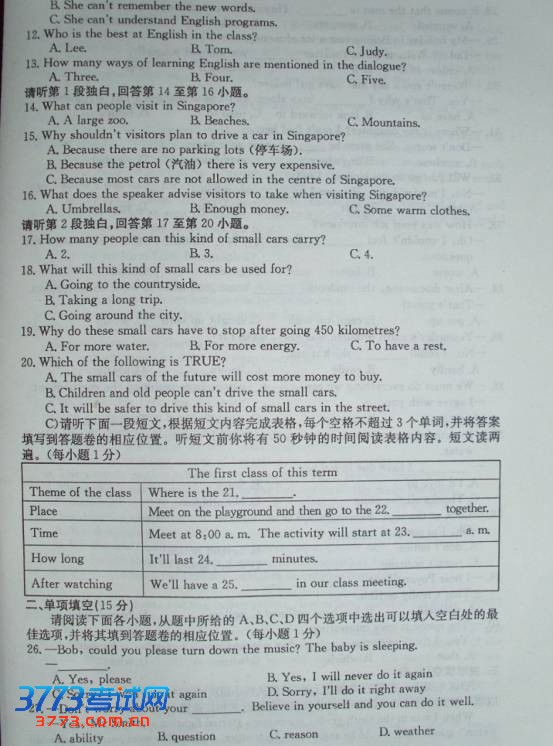 B. She can't remember the new words.
C. She can't understand English programs.
12. Who is the best at English in the class?
A. Lee. B. Tom. C. Judy.
13. How many ways of learning English are mentioned in the dialogue?
A. Three. B. Four. C. Five.
请听第 1 段独白,回答第 14 至第 16 小题。
14. What can people visit in Singapore?
A. A large zoo. B. Beaches. C. Mountains.
15. Why shouldn't visitors plan to drive a car in Singapore?
A. Because there are no parking lots (停车场).
B. Because the petrol (汽油) there is very expensive.
C. Because most cars are not allowed in the centre of Singapore.
16. What does the speaker advise visitors to take when visiting Singapore?
A. Umbrellas. B. Enough money. C. Some warm clothes.
请听第 2 段独白,回答第 17 至第 20 小题。
17. How many people can this kind of small cars carry?
A. 2. B. 3. C. 4.
18. What will this kind of small cars be used for?
A. Going to the countryside.
B. Taking a long trip.
C. Going around the city.
19. Why do these small cars have to stop after going 450 kilometres?
A. For more water. B. For more energy. C. To have a rest.
20. Which of the following is TRUE?
A. The small cars of the future will cost more money to buy.
B. Children and old people can't drive the small cars.
C. It will be safer to drive this kind of small cars in the street.
C)请听下面一段短文,根据短文内容完成表格,每个空格不超过 3 个单词,并将答案
填写到答题卷的相应位置。听短文前你将有 50 秒钟的时间阅读表格内容。短文读两
遍。(每小题 1 分)
The first class of this term
Theme of the class Where is the 21. ________.
Place Meet on the playground and then go to the 22. ________ together.
Time Meet at 8:00 a. m. The activity will start at 23. ________ a. m.
How long It'll last 24. ________ minutes.
After watching We'll have a 25. ________ in our class meeting.
二、单项填空(15 分)
请阅读下面各小题,从题中所给的 A、B、C、D 四个选项中选出可以填入空白处的最
佳选项,并将其填到答题卷的相应位置。(每小题 1 分)
26. —Bob, could you please turn down the music? The baby is sleeping.
—________.
A. Yes, please B. Yes, I will never do it again
it again D. Sorry, I'll do it right away
your ________. Believe in yourself and you can do it well.
A. ability B. question C. reason D. weather
3773考试网
3773.com.cn